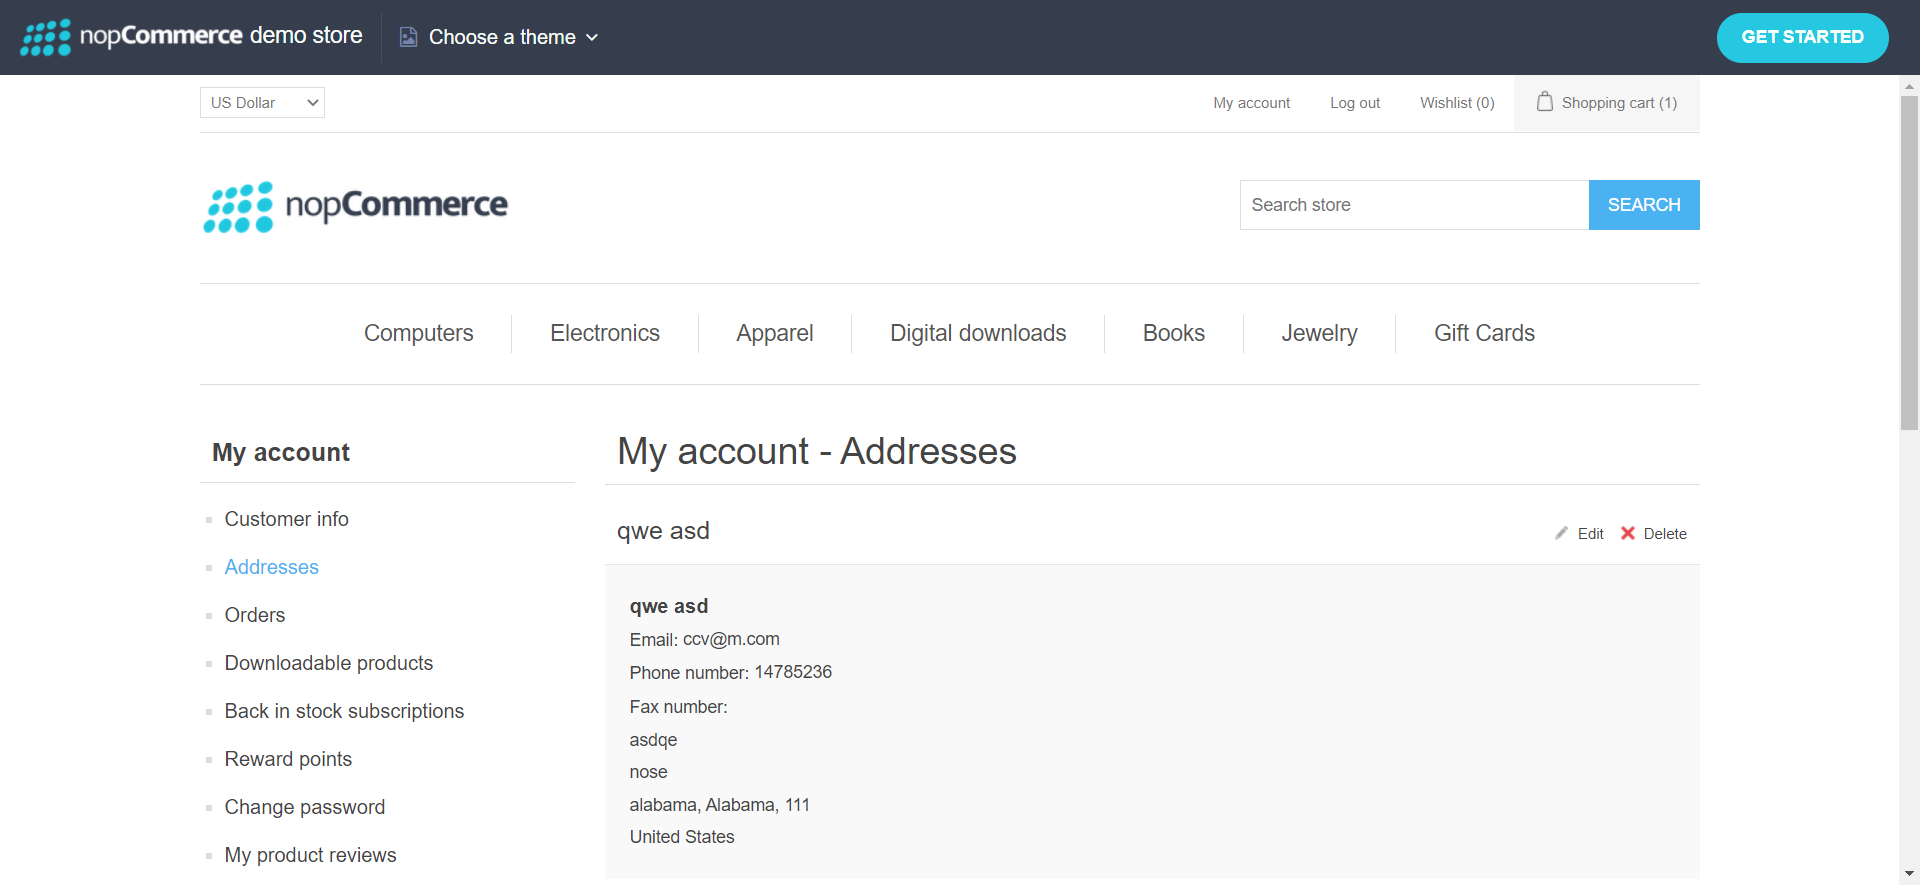 nopCommerce demo store
Choose a theme
GET STARTED
US Dollar
My account
Log out
Wishlist (0)
Shopping cart (1)
nopCommerce
Search store
SEARCH
Computers
Electronics
Apparel
Digital downloads
Books
Jewelry
Gift Cards
My account
Customer info
Addresses
Orders
Downloadable products
Back in stock subscriptions
Reward points
Change password
My product reviews
My account - Addresses
qwe asd
Edit
Delete
qwe asd
Email: ccv@m.com
Phone number: 14785236
Fax number:
asdqe
nose
alabama, Alabama, 111
United States